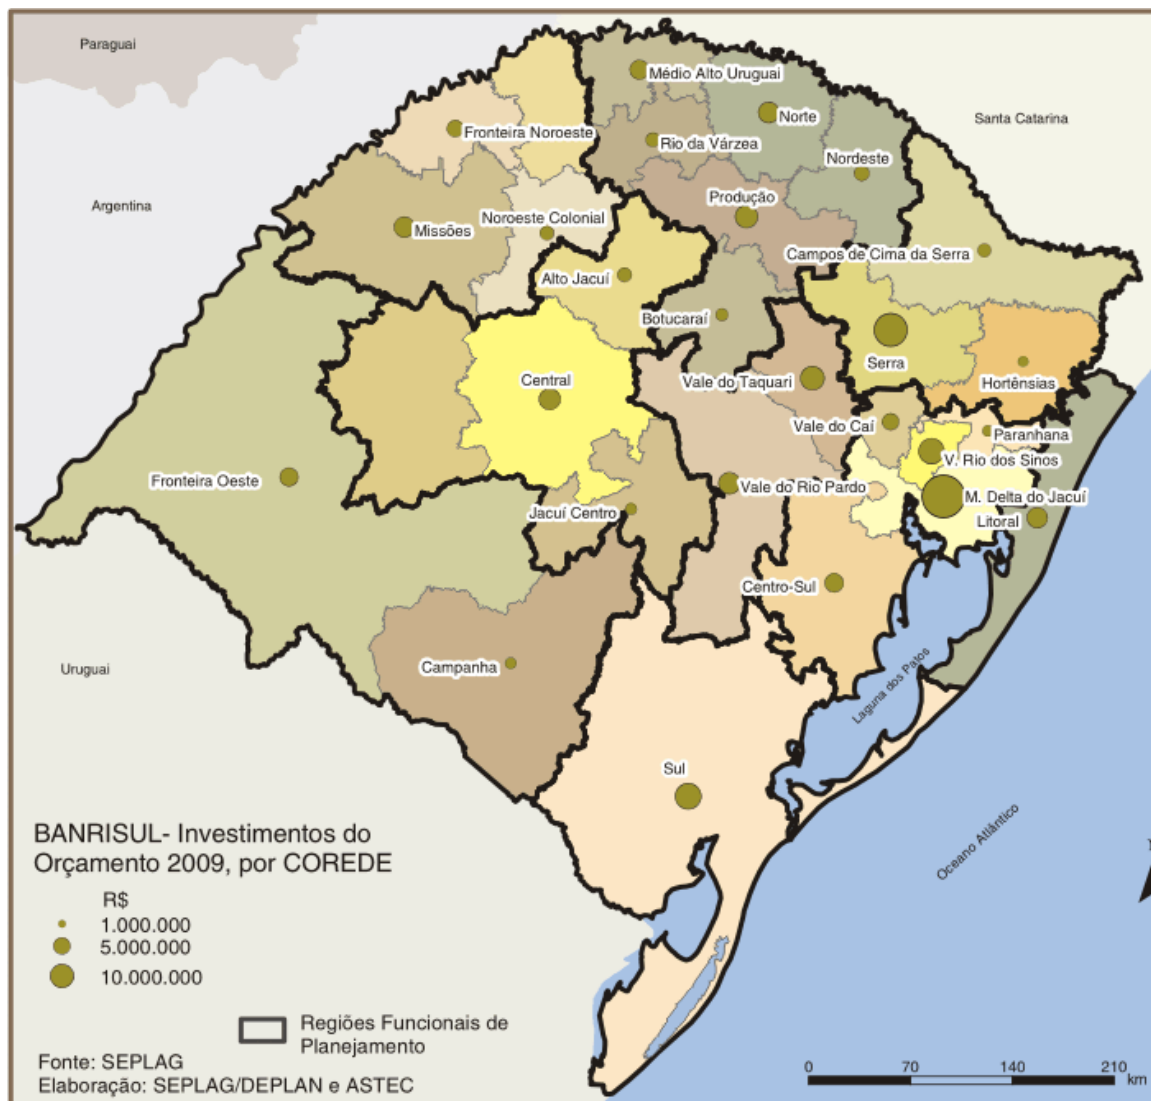 Paraguai
Médio Alto Uruguai
Norte
Santa Catarina
Fronteira Noroeste
Rio da Várzea
Nordeste
Argentina
Produção
Noroeste Colonial
Missões
Campos de Cima da Serra
Alto Jacuí
Botucaraí
Serra
Central
Vale do Taquari
Hortênsias
Vale do Caí
Paranhana
V. Rio dos Sinos
Fronteira Oeste
Vale do Rio Pardo
M. Delta do Jacuí
Jacuí Centro
Litoral
Centro-Sul
Uruguai
Campanha
Laguna dos Patos
Sul
Oceano Atlântico
BANRISUL- Investimentos do
Orçamento 2009, por COREDE
R$
1.000.000
5.000.000
10.000.000
Regiões Funcionais de
Planejamento
Fonte: SEPLAG
Elaboração: SEPLAG/DEPLAN e ASTEC
0 70 140 210
km